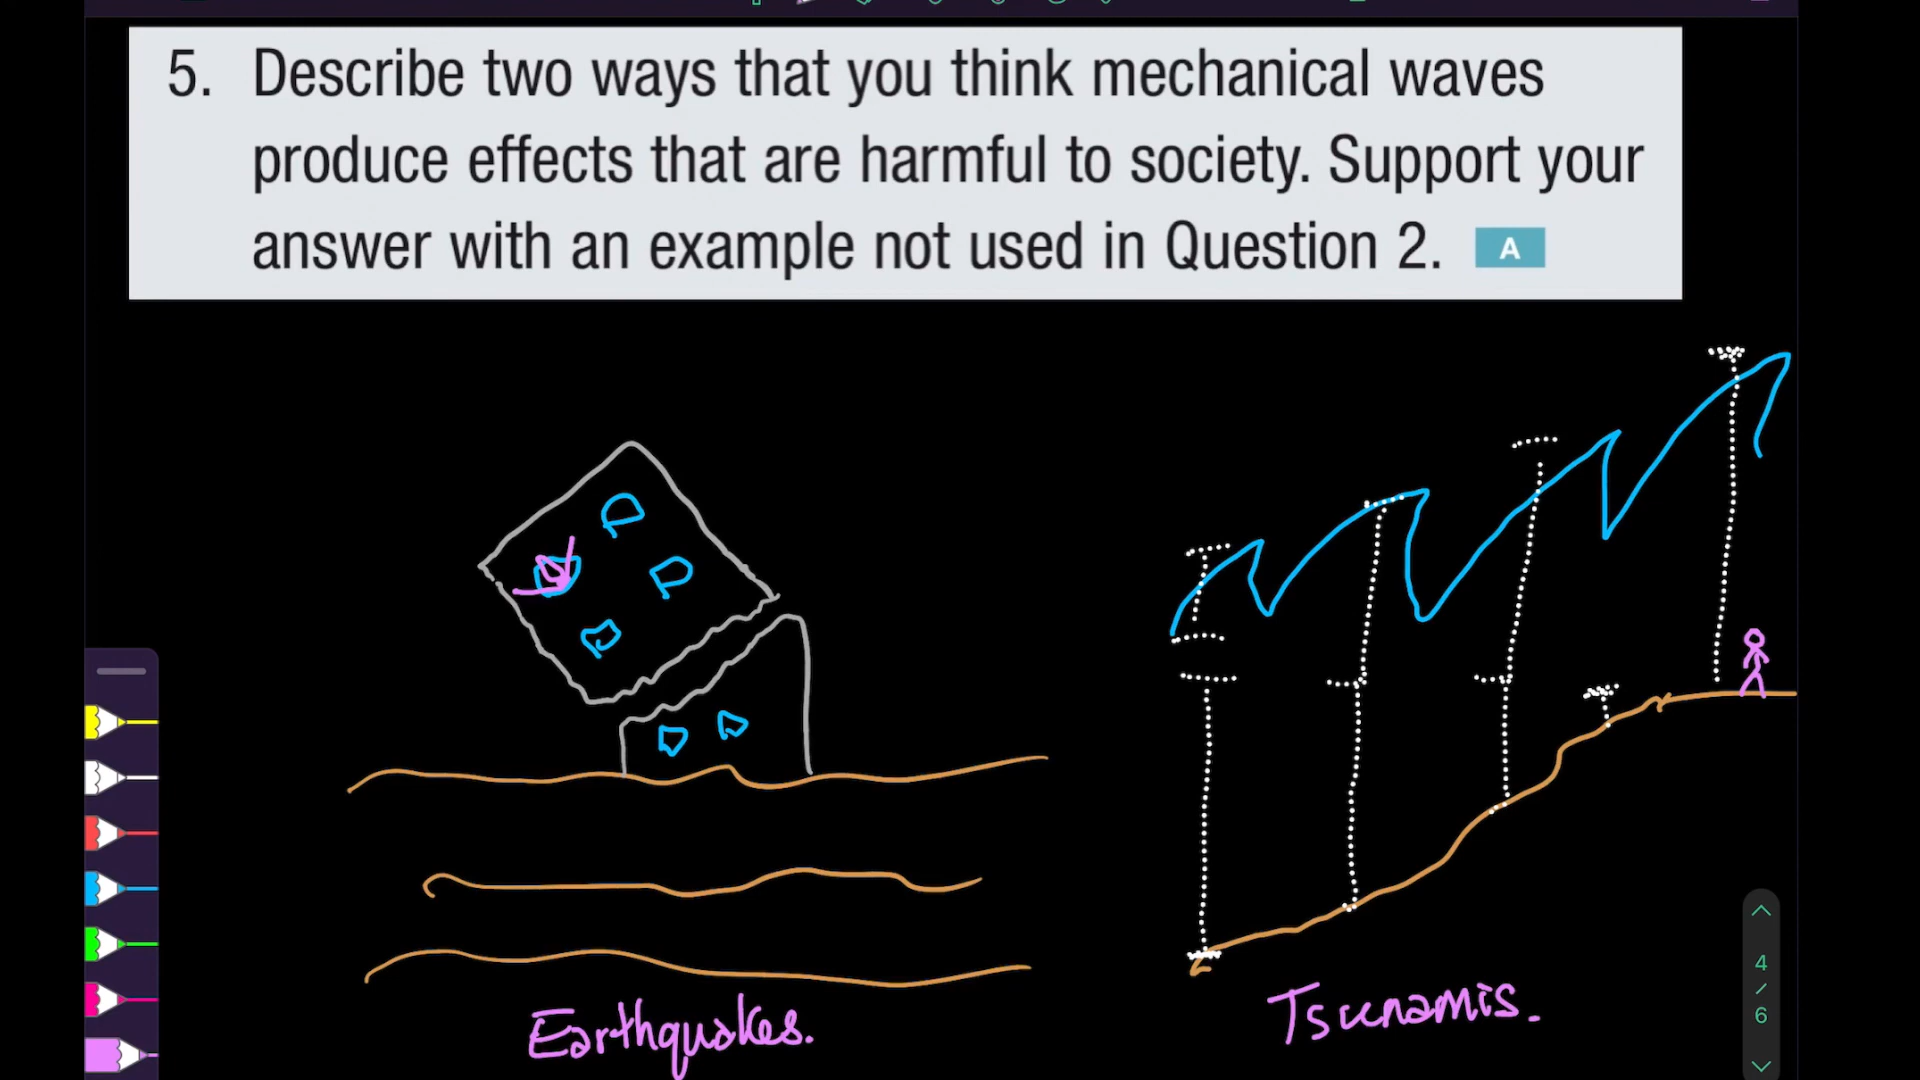 5. Describe two ways that you think mechanical waves
produce effects that are harmful to society. Support your
answer with an example not used in Question 2. A
Earthquakes.
Tsunamis.
4
/
6